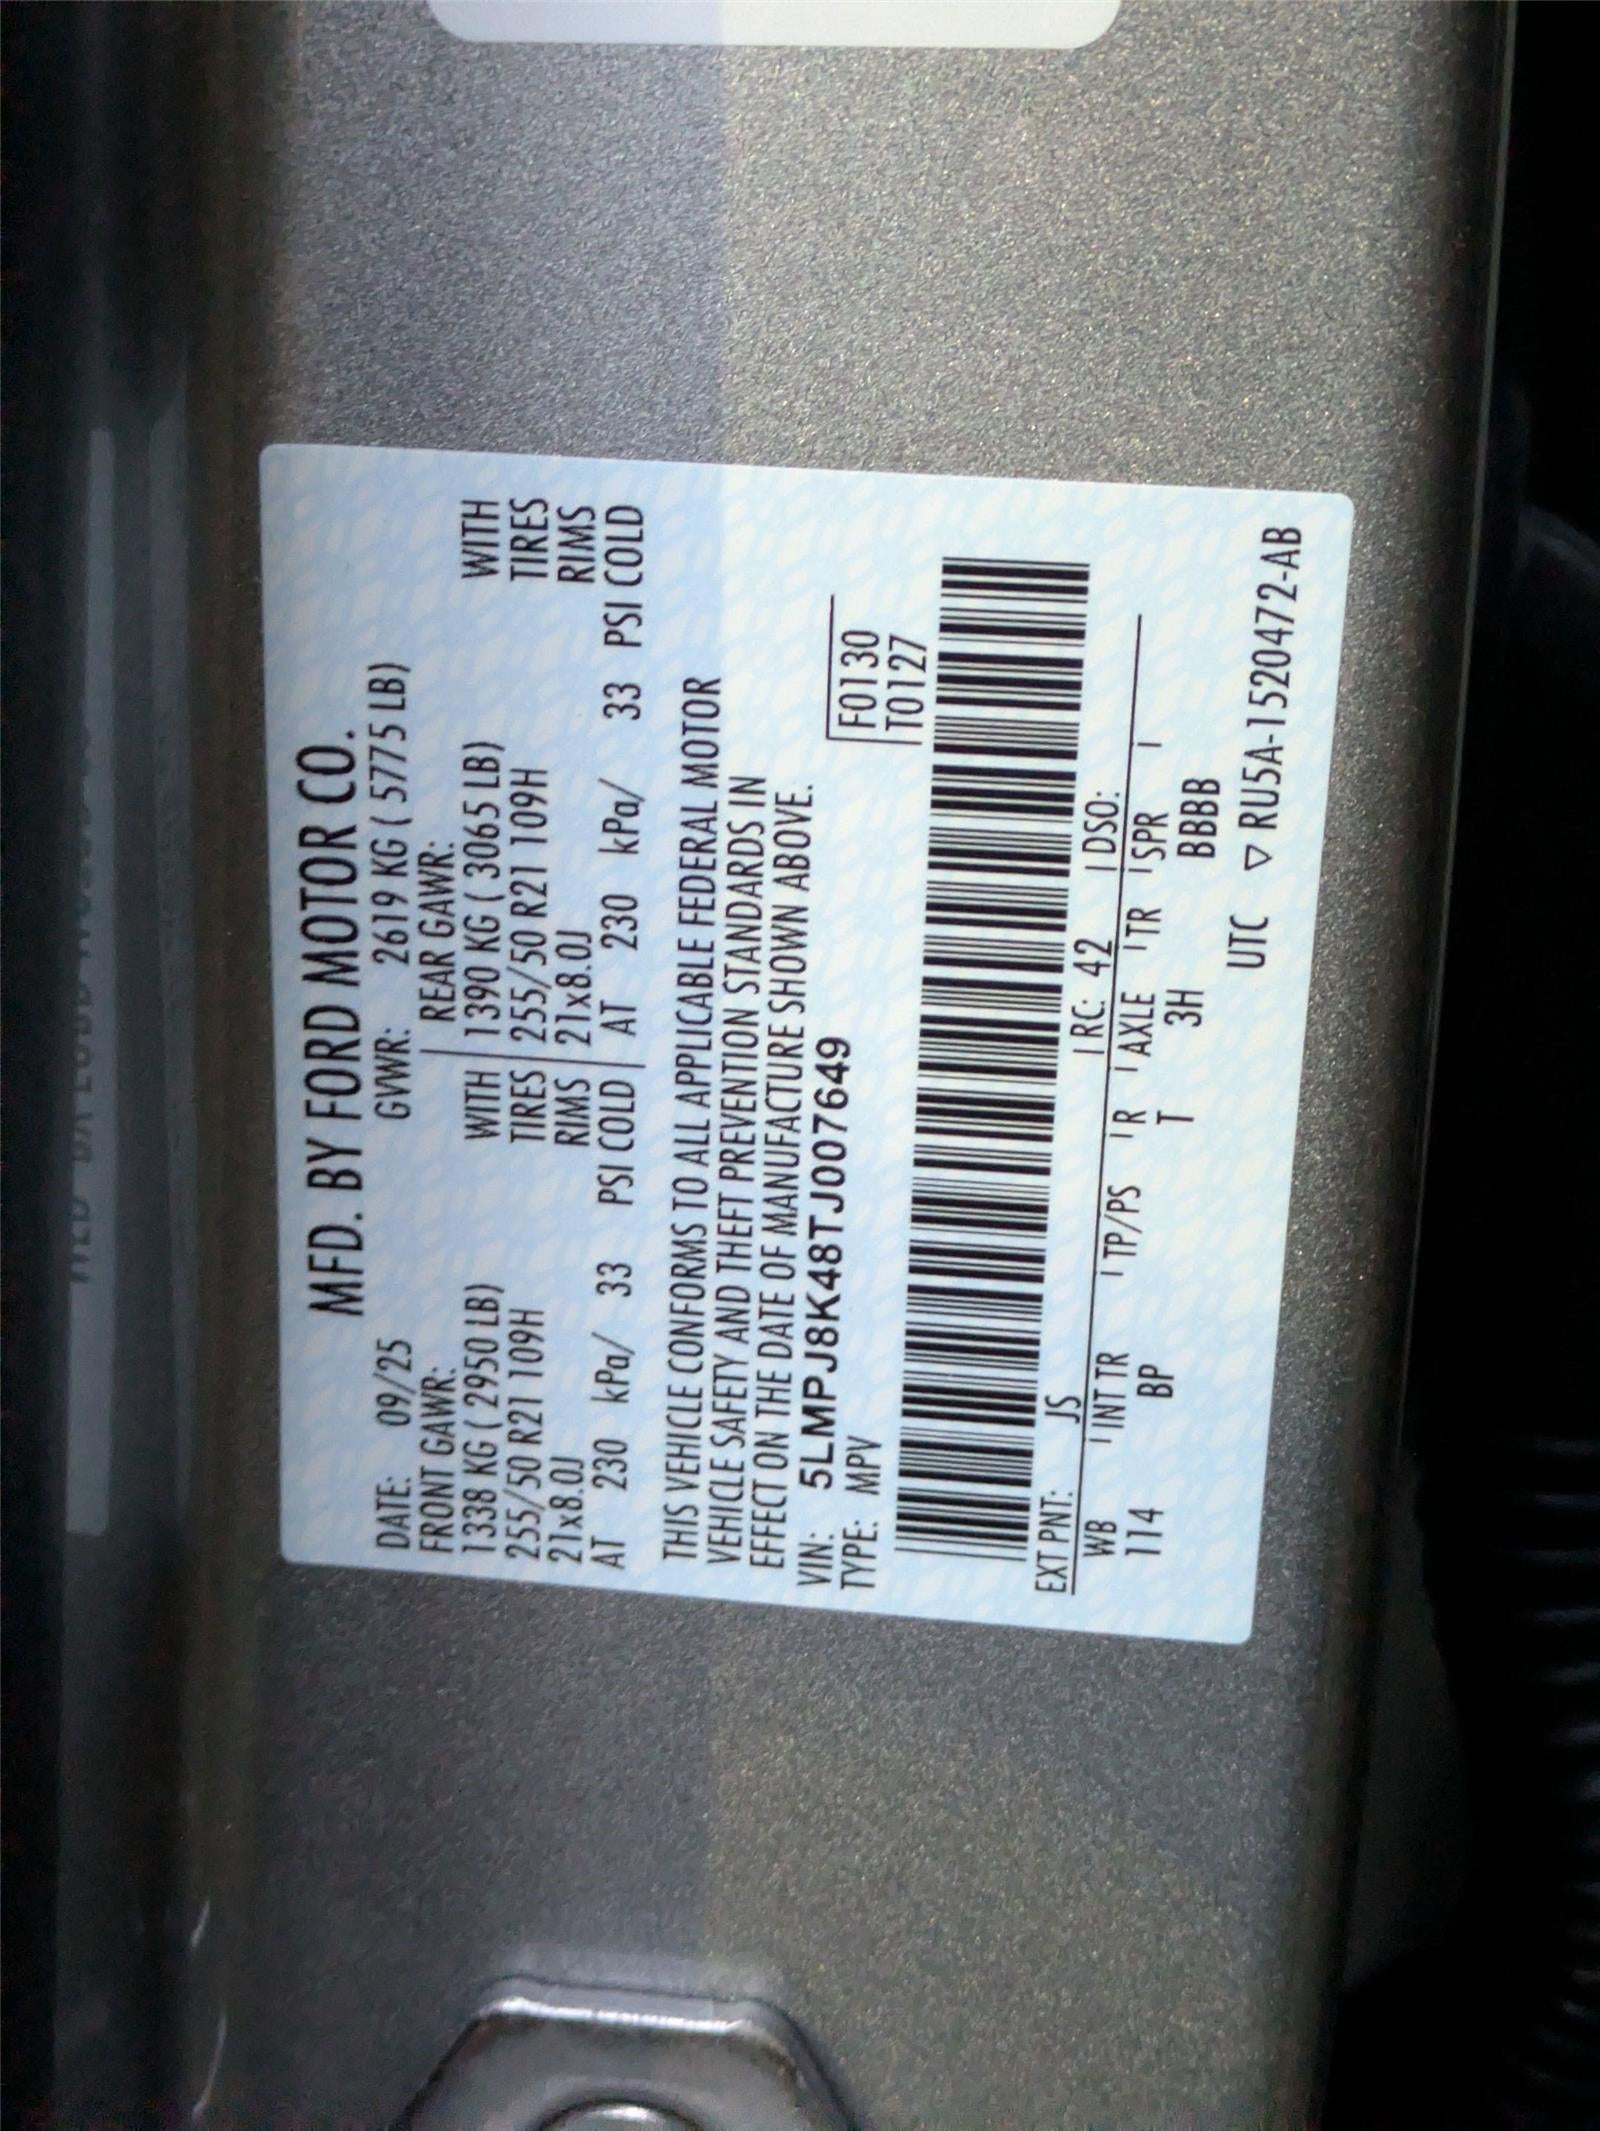 MFD. BY FORD MOTOR CO.
DATE: 09/25 GVWR: 2619 KG ( 5775 LB)
FRONT GAWR: REAR GAWR:
1338 KG ( 2950 LB) WITH 1390 KG ( 3065 LB) WITH
255/50 R21 109H TIRES 255/50 R21 109H TIRES
21x8.0J RIMS 21x8.0J RIMS
AT 230 kPa/ 33 PSI COLD AT 230 kPa/ 33 PSI COLD
THIS VEHICLE CONFORMS TO ALL APPLICABLE FEDERAL MOTOR
VEHICLE SAFETY AND THEFT PREVENTION STANDARDS IN
EFFECT ON THE DATE OF MANUFACTURE SHOWN ABOVE.
VIN: 5LMPJ8K48TJ007649
TYPE: MPV
F0130
T0127
EXT PNT: JS RC: 42 DSO:
WB INT TR TP/PS R AXLE TR SPR
114 BP T 3H BBBB
UTC ▽ RU5A-1520472-AB